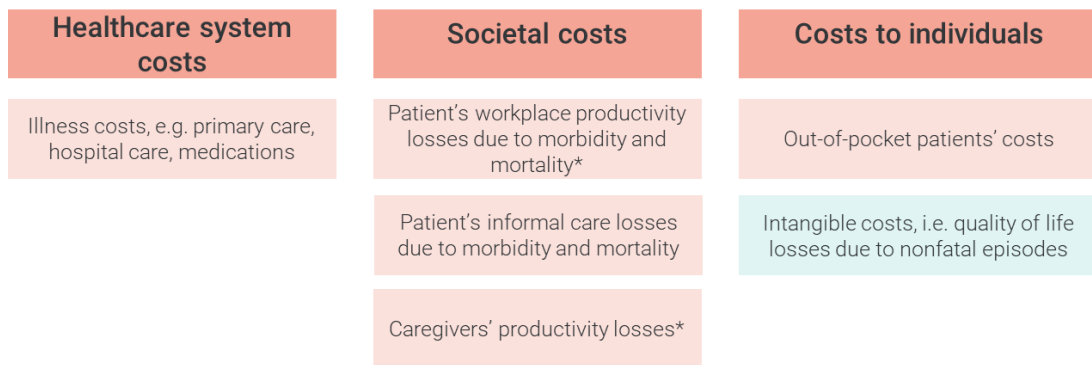 Healthcare system
costs
Societal costs
Costs to individuals
Illness costs, e.g. primary care,
hospital care, medications
Patient’s workplace productivity
losses due to morbidity and
mortality*
Out-of-pocket patients’ costs
Patient’s informal care losses
due to morbidity and mortality
Intangible costs, i.e. quality of life
losses due to nonfatal episodes
Caregivers’ productivity losses*